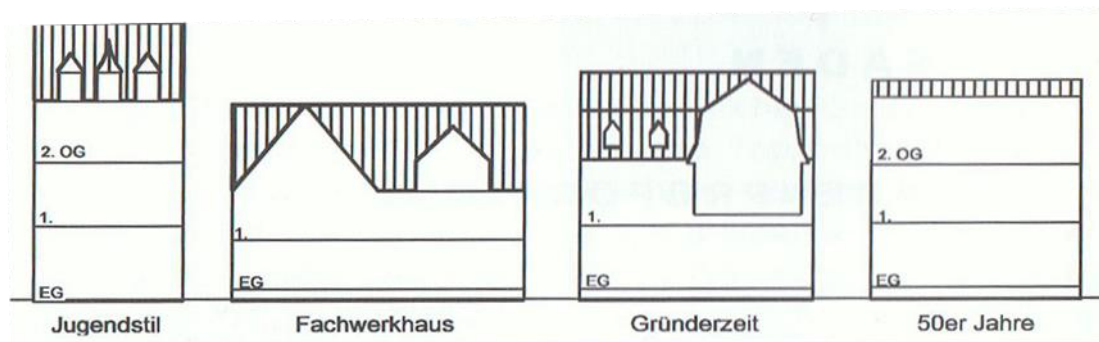 2. OG
1.
EG
Jugendstil
1.
EG
Fachwerkhaus
1.
EG
Gründerzeit
2. OG
1.
EG
50er Jahre